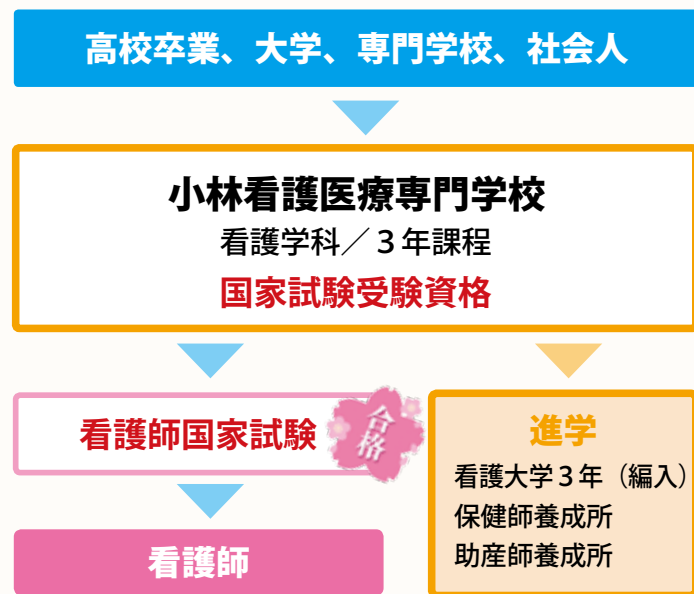 高校卒業、大学、専門学校、社会人
小林看護医療専門学校
看護学科／３年課程
国家試験受験資格
看護師国家試験
合格
看護師
進学
看護大学３年（編入）
保健師養成所
助産師養成所